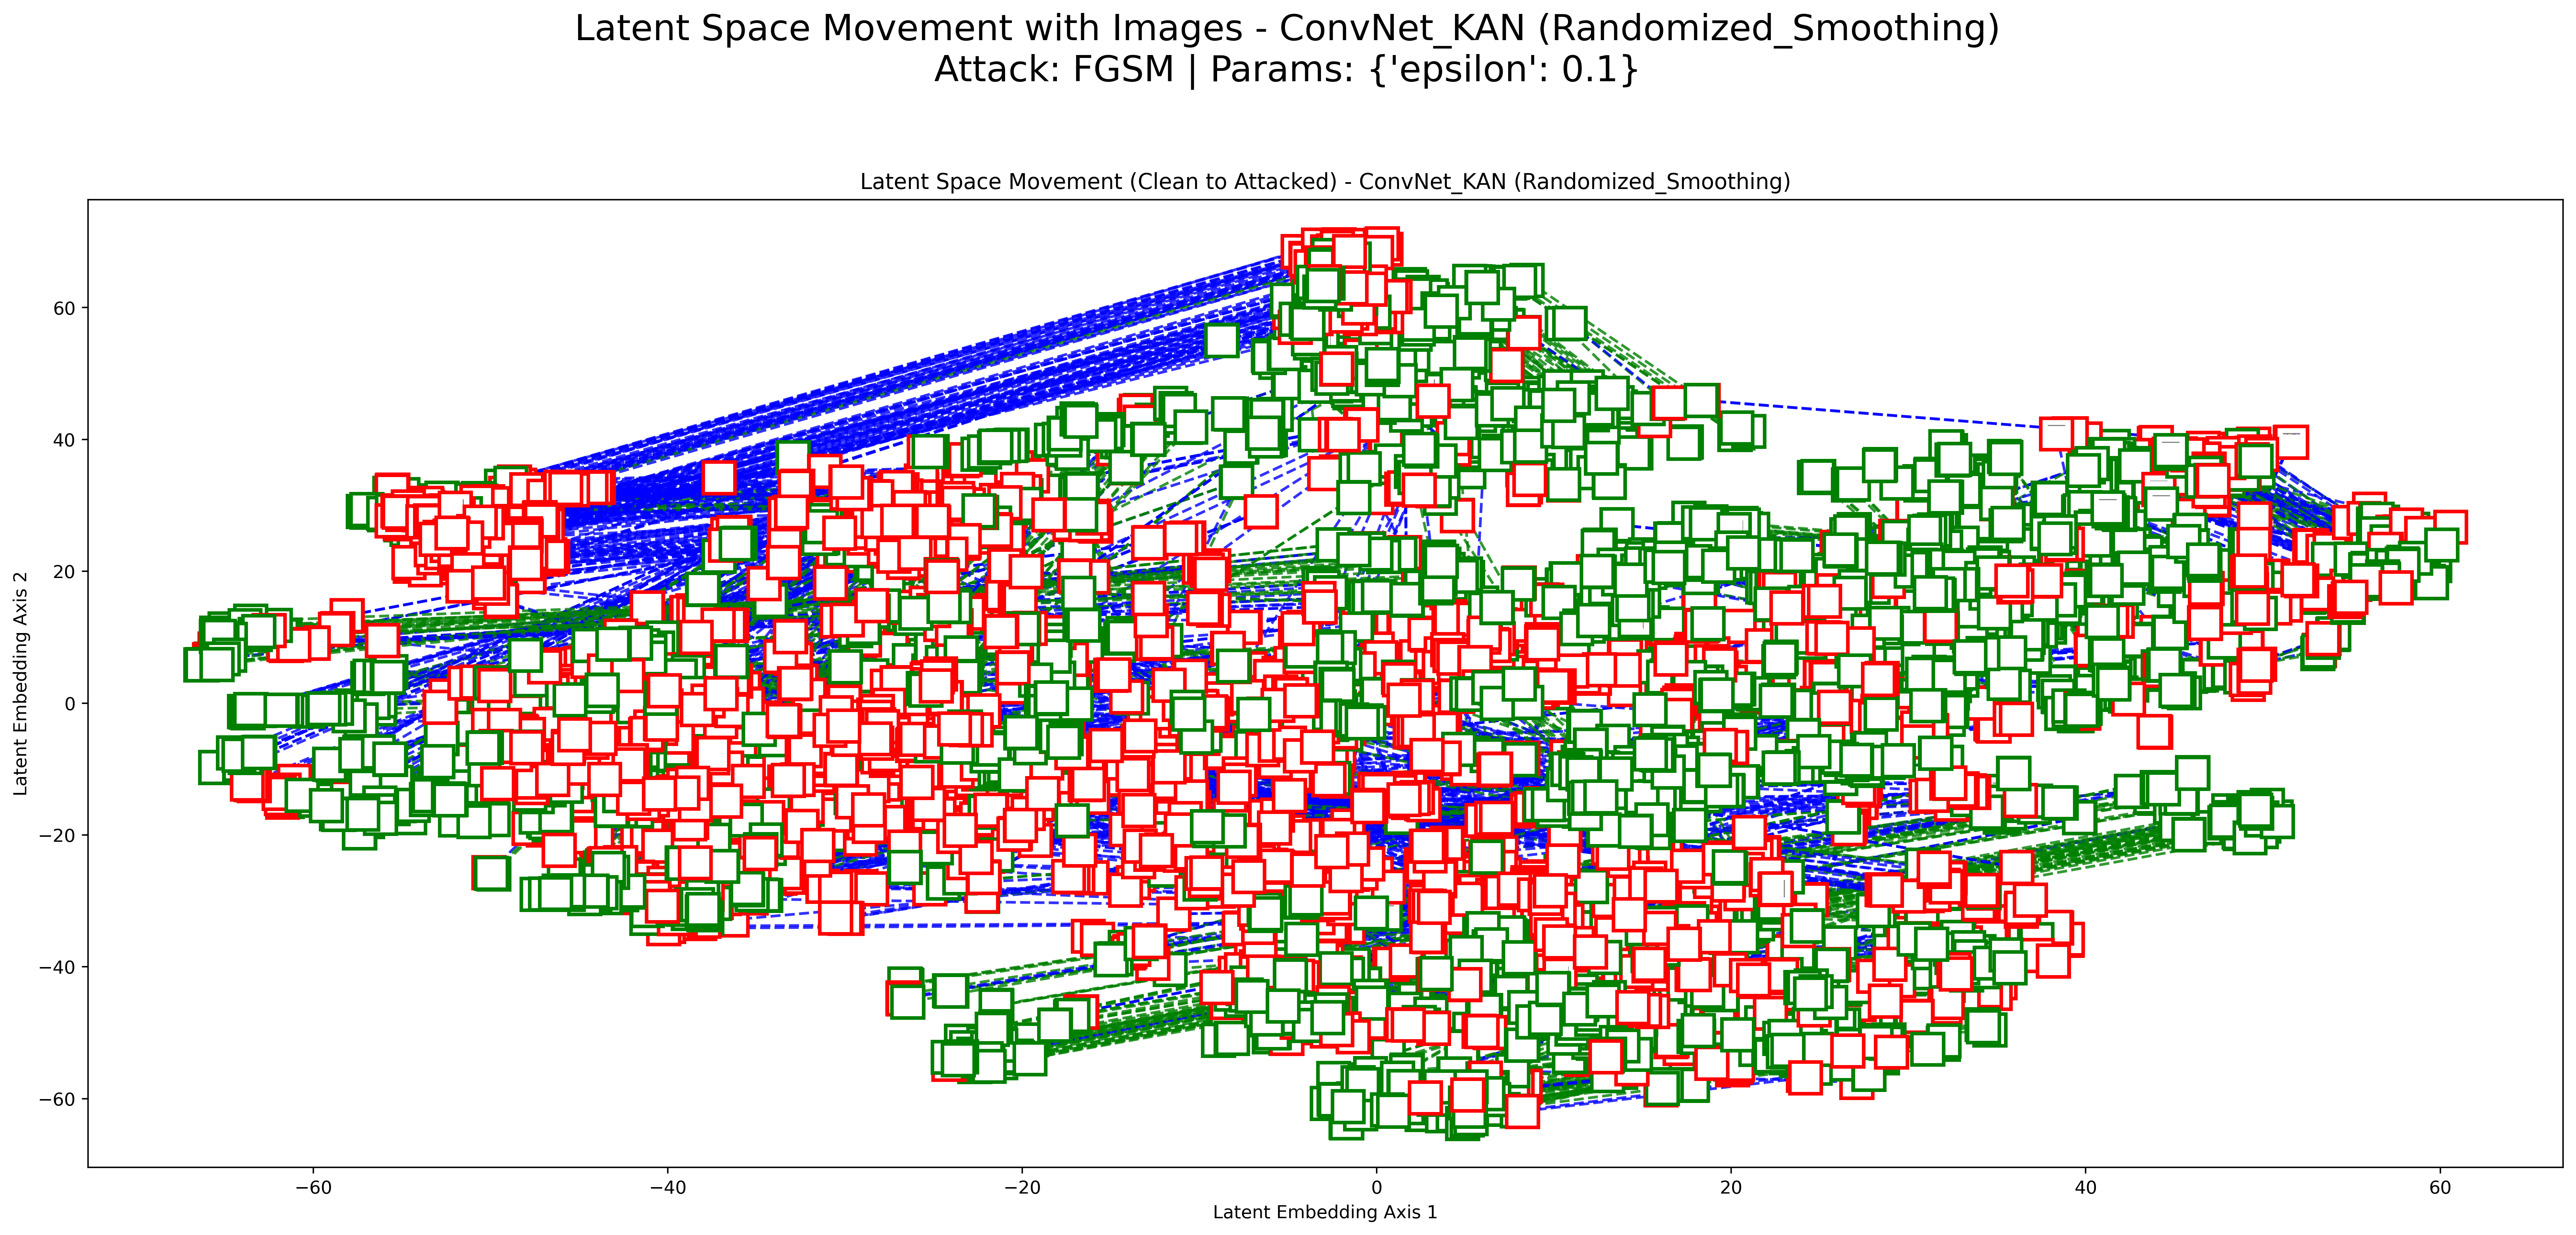 Latent Space Movement with Images - ConvNet_KAN (Randomized_Smoothing)
Attack: FGSM | Params: {'epsilon': 0.1}
Latent Space Movement (Clean to Attacked) - ConvNet_KAN (Randomized_Smoothing)
60
40
20
0
−20
−40
−60
Latent Embedding Axis 2
−60
−40
−20
0
20
40
60
Latent Embedding Axis 1